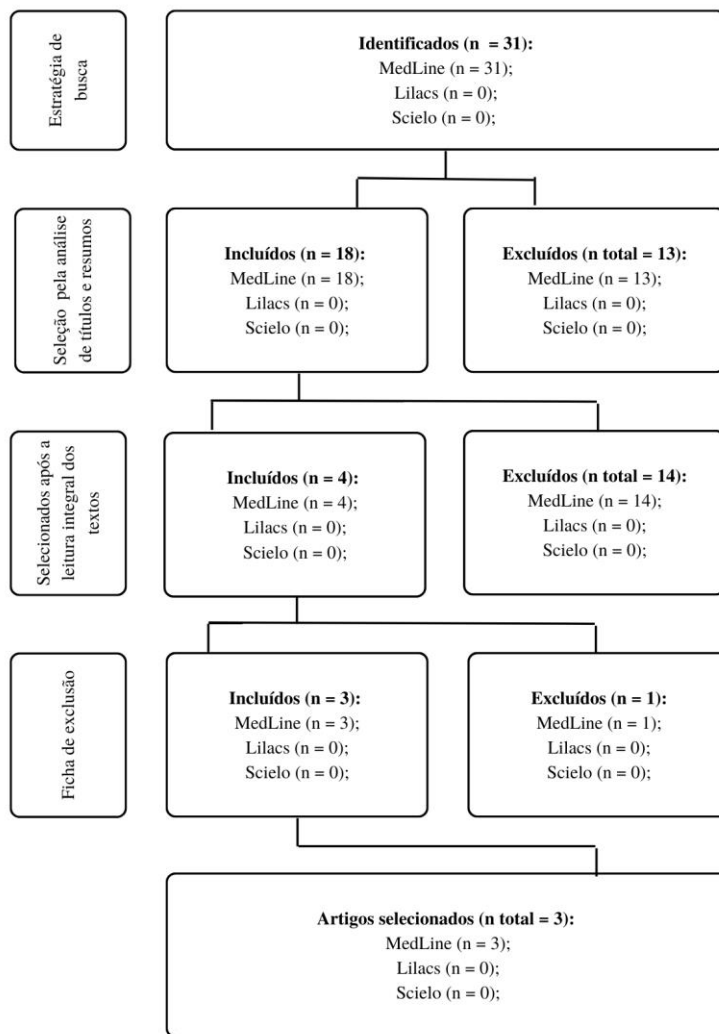 Estratégia de
busca
Identificados (n = 31):
MedLine (n = 31);
Lilacs (n = 0);
Scielo (n = 0);
Seleção pela análise
de títulos e resumos
Incluídos (n = 18):
MedLine (n = 18);
Lilacs (n = 0);
Scielo (n = 0);
Excluídos (n total = 13):
MedLine (n = 13);
Lilacs (n = 0);
Scielo (n = 0);
Selecionados após a
leitura integral dos
textos
Incluídos (n = 4):
MedLine (n = 4);
Lilacs (n = 0);
Scielo (n = 0);
Excluídos (n total = 14):
MedLine (n = 14);
Lilacs (n = 0);
Scielo (n = 0);
Ficha de exclusão
Incluídos (n = 3):
MedLine (n = 3);
Lilacs (n = 0);
Scielo (n = 0);
Excluídos (n = 1):
MedLine (n = 1);
Lilacs (n = 0);
Scielo (n = 0);
Artigos selecionados (n total = 3):
MedLine (n = 3);
Lilacs (n = 0);
Scielo (n = 0);